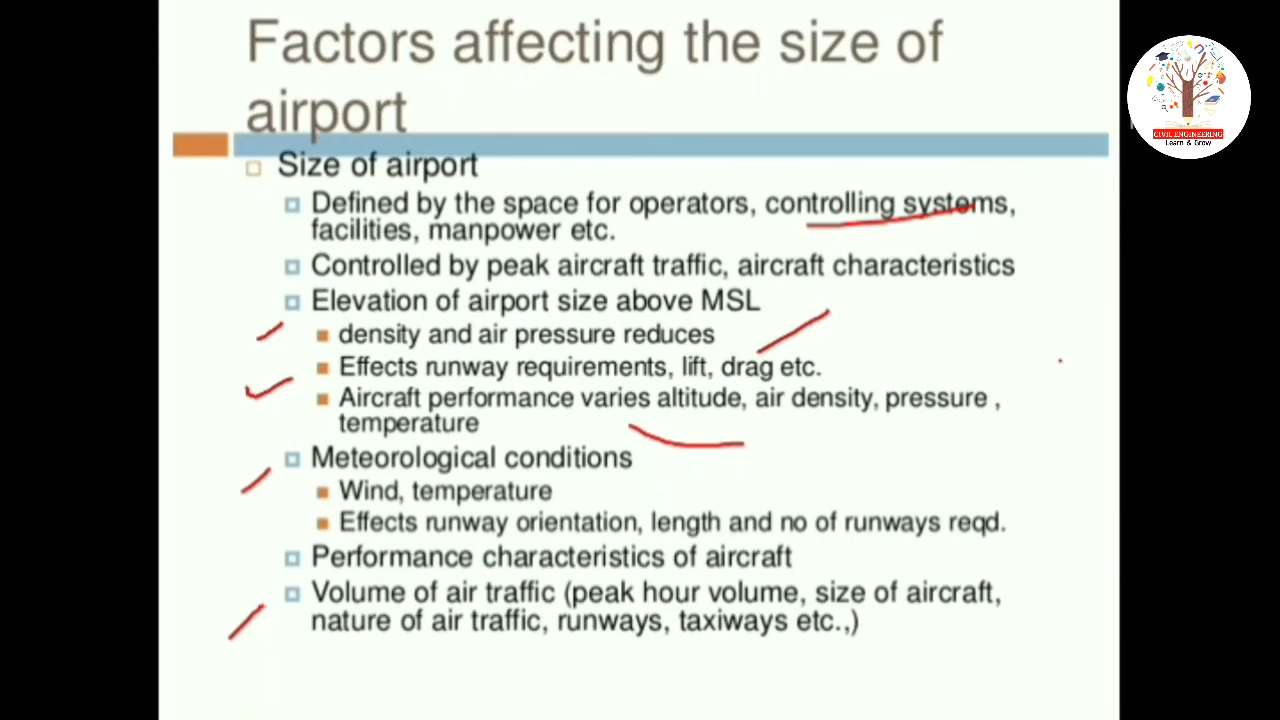 Factors affecting the size of
airport
Size of airport
Defined by the space for operators, controlling systems,
facilities, manpower etc.
Controlled by peak aircraft traffic, aircraft characteristics
Elevation of airport size above MSL
density and air pressure reduces
Effects runway requirements, lift, drag etc.
Aircraft performance varies altitude, air density, pressure ,
temperature
Meteorological conditions
Wind, temperature
Effects runway orientation, length and no of runways reqd.
Performance characteristics of aircraft
Volume of air traffic (peak hour volume, size of aircraft,
nature of air traffic, runways, taxiways etc.,)
CIVIL ENGINEERING
Learn & Grow